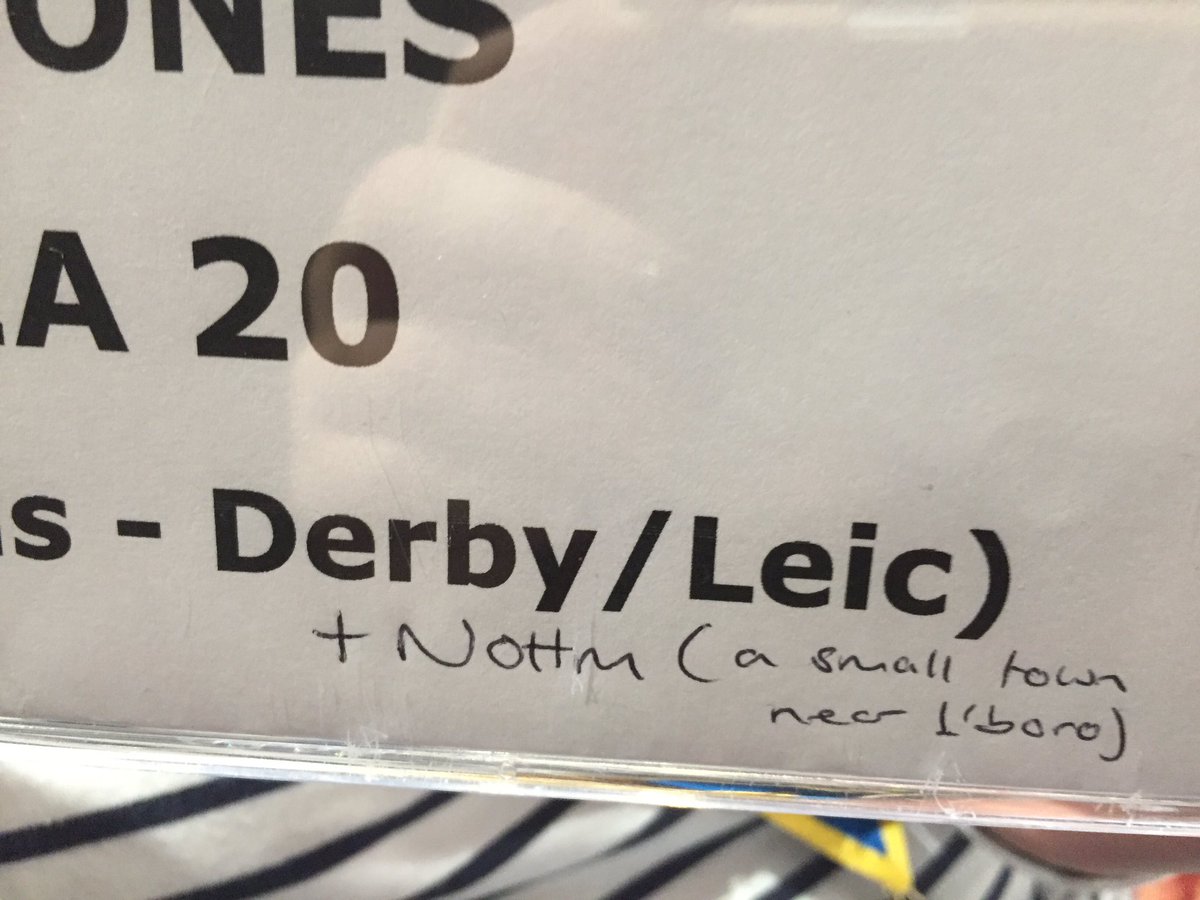 ONES
A 20
s - Derby/Leic)
+ Nottm (a small town
near L'boro)